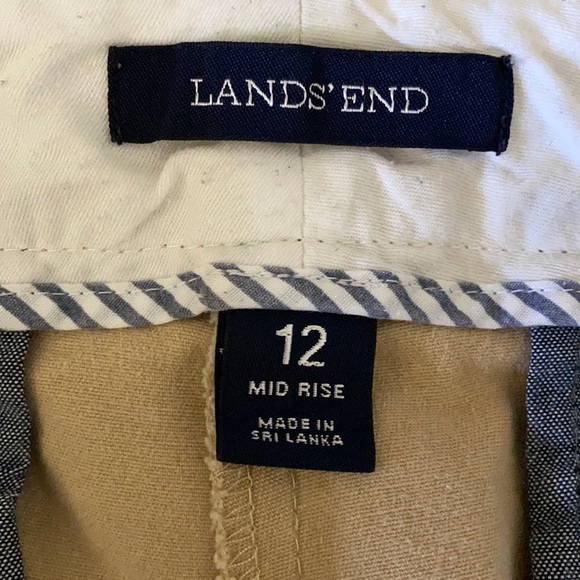 LANDS' END
12
MID RISE
MADE IN
SRI LANKA